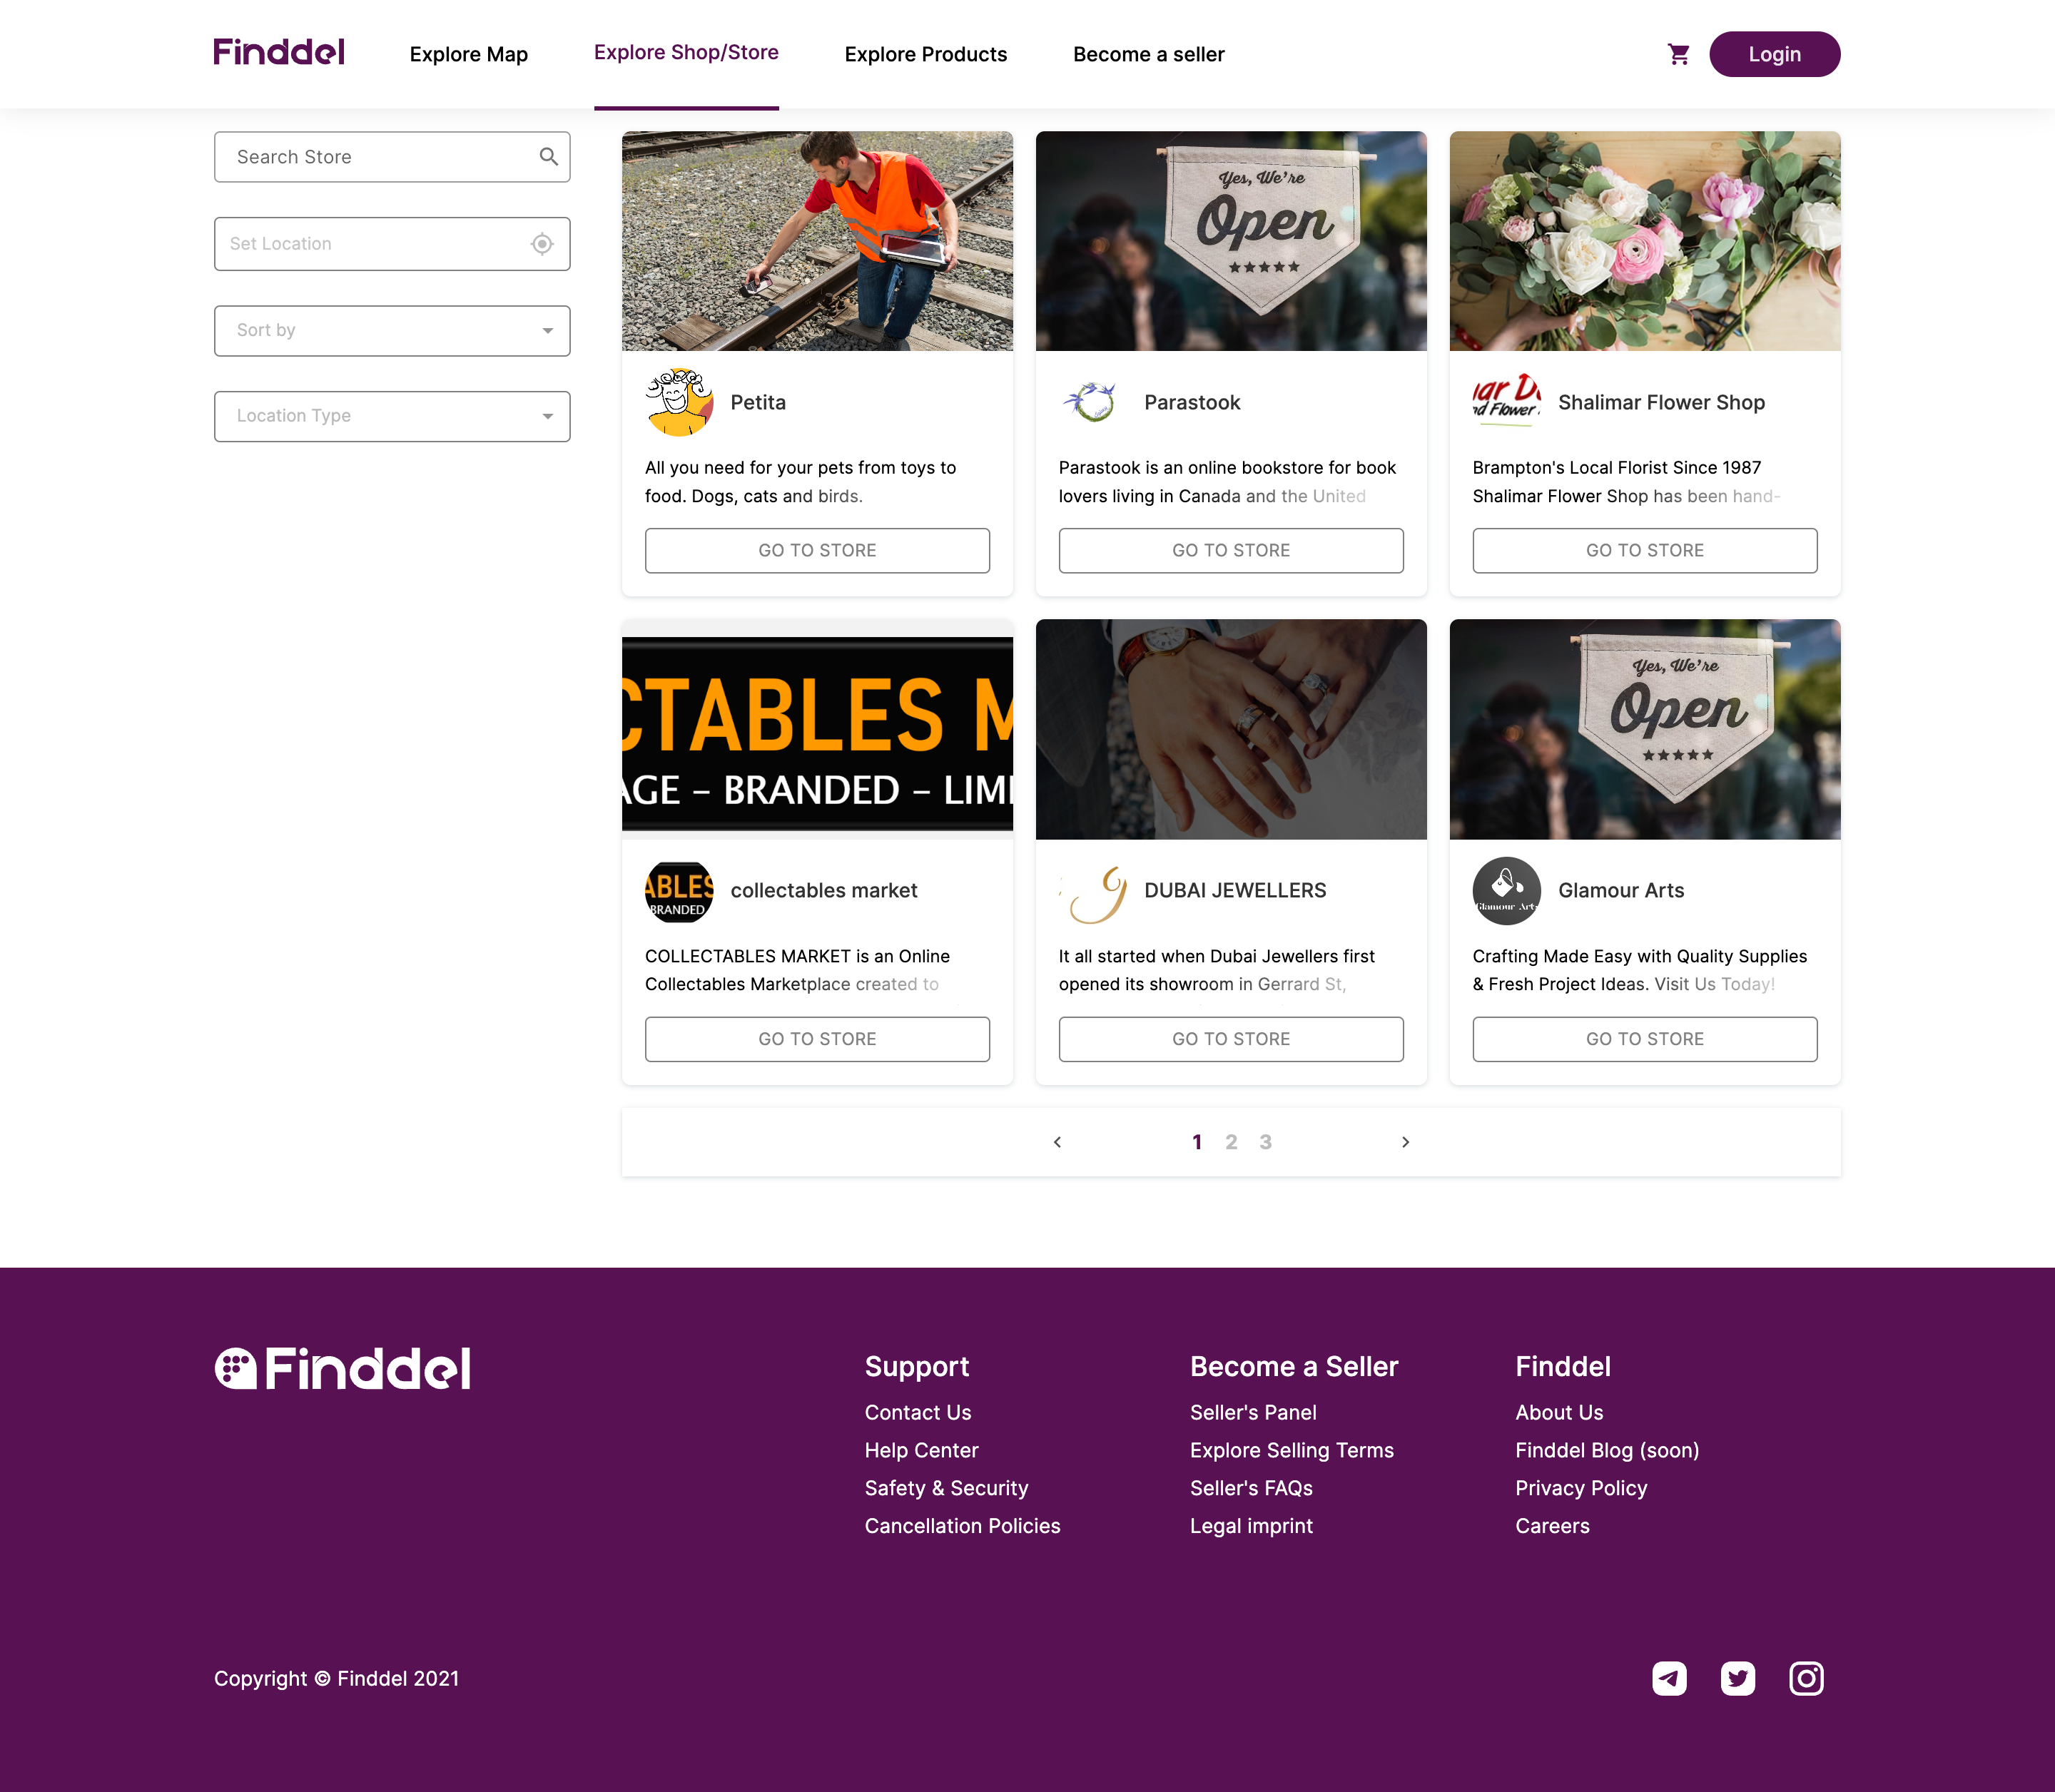 Finddel
Explore Map
Explore Shop/Store
Explore Products
Become a seller
Login
Search Store
Set Location
Sort by
Location Type
Yes, We're
Open
Petita
All you need for your pets from toys to
food. Dogs, cats and birds.
GO TO STORE
Parastook
Parastook is an online bookstore for book
lovers living in Canada and the United
GO TO STORE
Shalimar Flower Shop
Brampton's Local Florist Since 1987
Shalimar Flower Shop has been hand-
GO TO STORE
CTABLES M
AGE – BRANDED – LIMI
Yes, We're
Open
ABLES
BRANDED
collectables market
COLLECTABLES MARKET is an Online
Collectables Marketplace created to
GO TO STORE
DUBAI JEWELLERS
It all started when Dubai Jewellers first
opened its showroom in Gerrard St,
GO TO STORE
Glamour Arts
Glamour Arts
Crafting Made Easy with Quality Supplies
& Fresh Project Ideas. Visit Us Today!
GO TO STORE
1 2 3
Finddel
Support
Contact Us
Help Center
Safety & Security
Cancellation Policies
Become a Seller
Seller's Panel
Explore Selling Terms
Seller's FAQs
Legal imprint
Finddel
About Us
Finddel Blog (soon)
Privacy Policy
Careers
Copyright © Finddel 2021